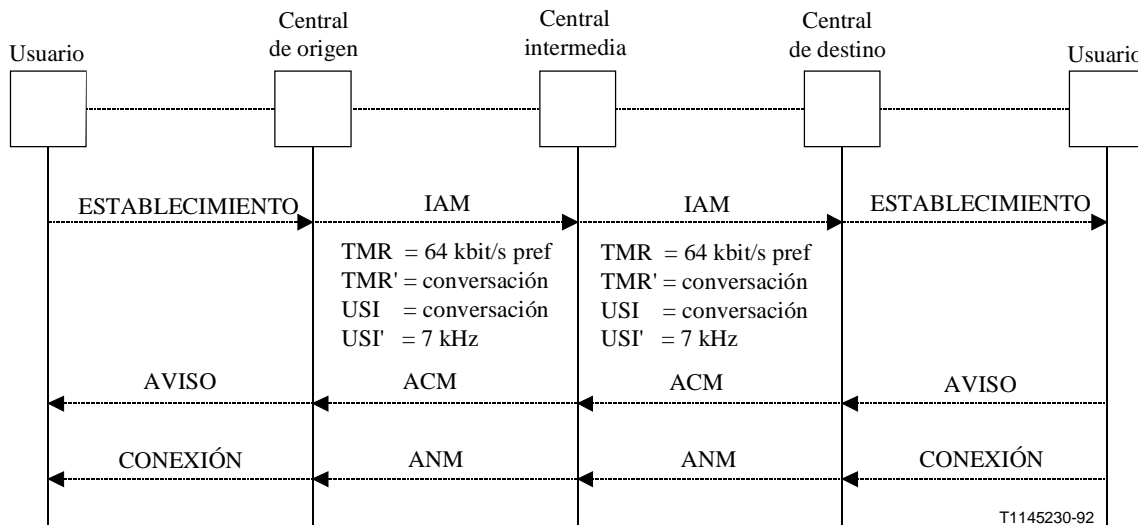 Usuario
Central
de origen
Central
intermedia
Central
de destino
Usuario
ESTABLECIMIENTO
IAM
IAM
ESTABLECIMIENTO
TMR = 64 kbit/s pref
TMR' = conversación
USI = conversación
USI' = 7 kHz
TMR = 64 kbit/s pref
TMR' = conversación
USI = conversación
USI' = 7 kHz
AVISO
ACM
ACM
AVISO
CONEXIÓN
ANM
ANM
CONEXIÓN
T1145230-92